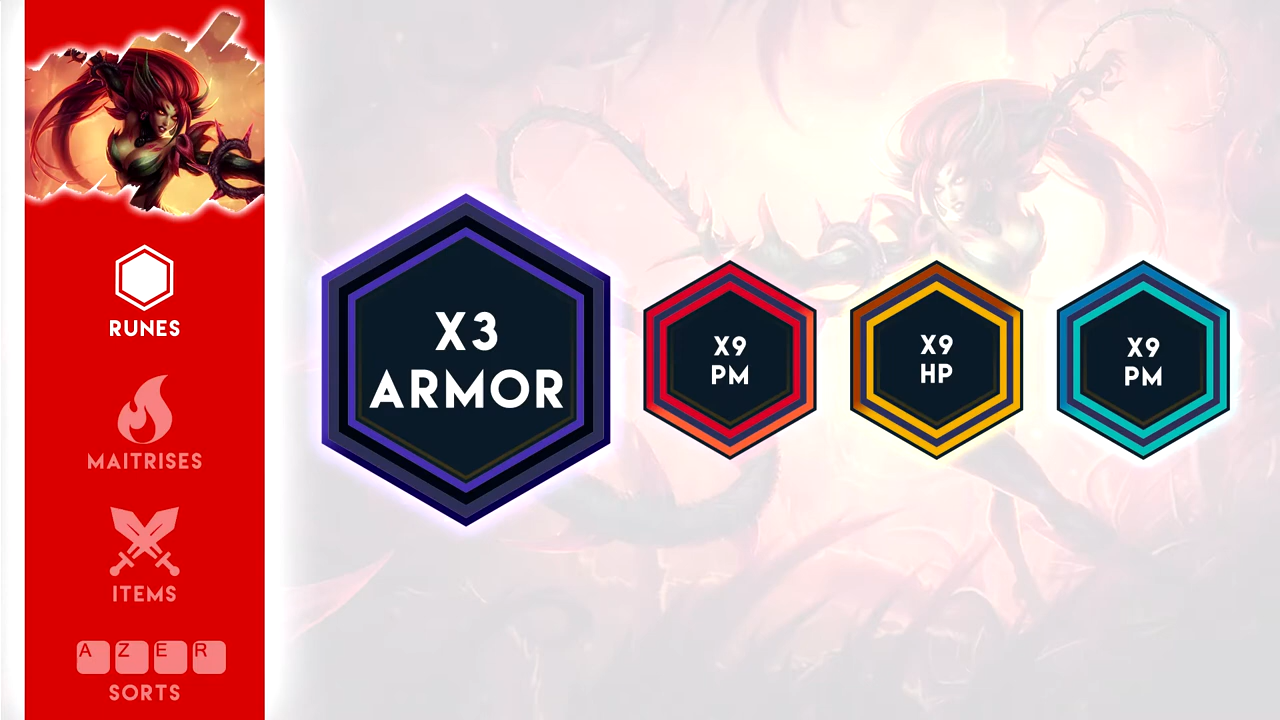 RUNES
MAITRISES
ITEMS
A Z E R
SORTS
X3
ARMOR
X9
PM
X9
HP
X9
PM